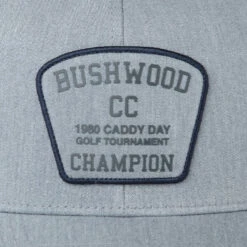 BUSHWOOD
CC
1980 CADDY DAY
GOLF TOURNAMENT
CHAMPION